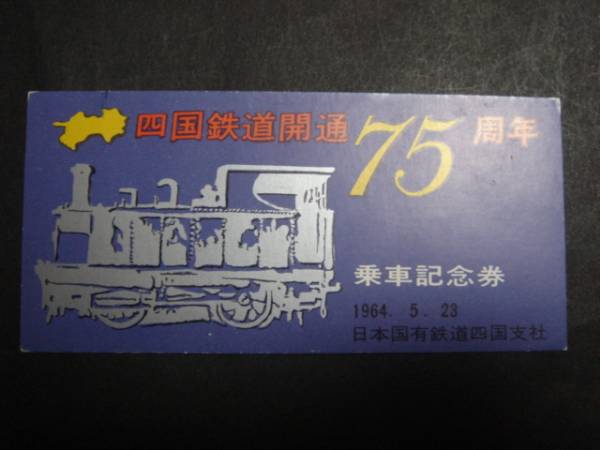 四国鉄道開通75周年
乗車記念券
1964. 5. 23
日本国有鉄道四国支社